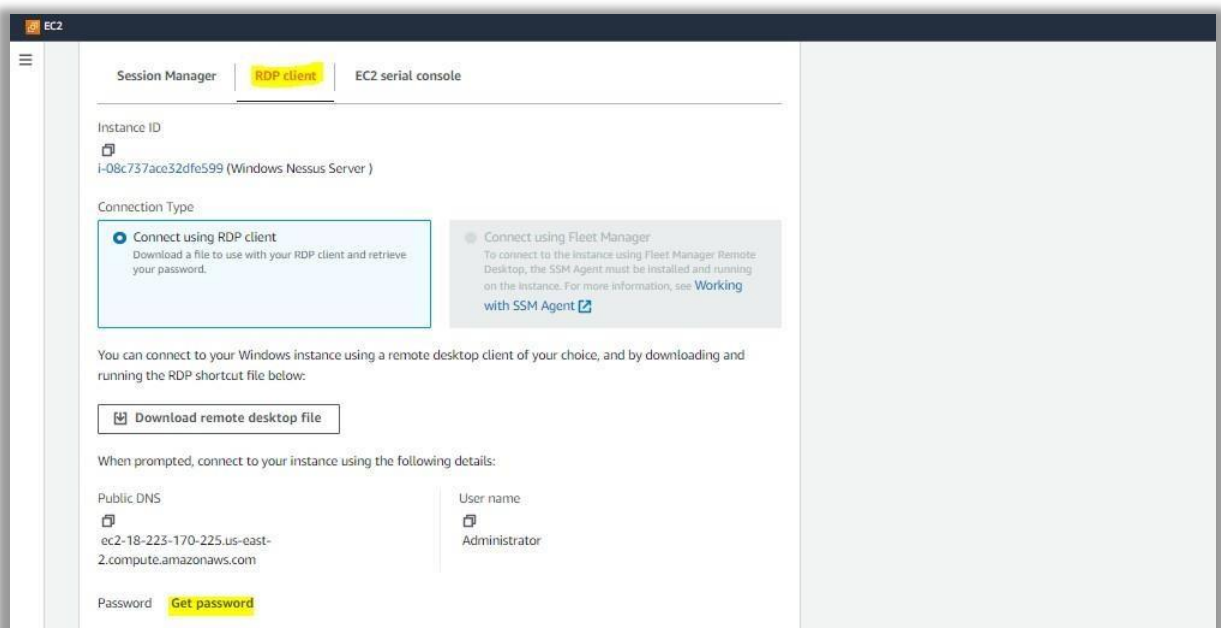 EC2
Session Manager RDP client EC2 serial console
Instance ID
i-08c737ace32dfe599 (Windows Nessus Server )
Connection Type
Connect using RDP client
Download a file to use with your RDP client and retrieve
your password.
Connect using Fleet Manager
To connect to the instance using Fleet Manager Remote
Desktop, the SSM Agent must be installed and running
on the instance. For more information, see Working
with SSM Agent
You can connect to your Windows instance using a remote desktop client of your choice, and by downloading and
running the RDP shortcut file below:
Download remote desktop file
When prompted, connect to your instance using the following details:
Public DNS
ec2-18-223-170-225.us-east-
2.compute.amazonaws.com
User name
Administrator
Password Get password